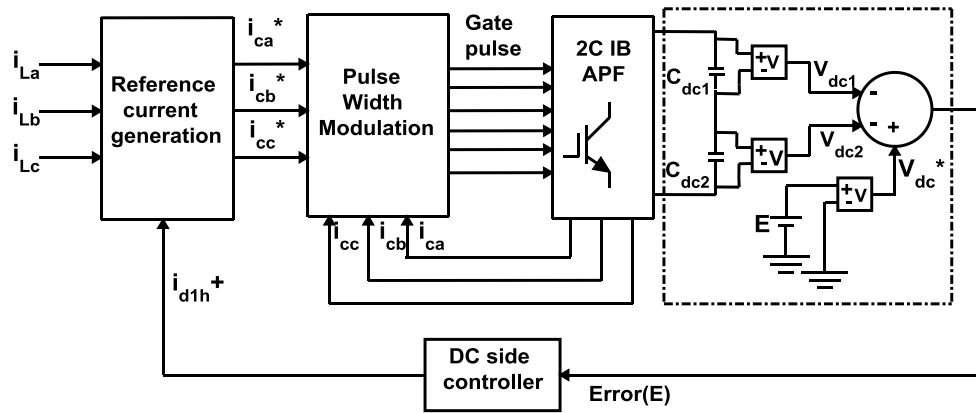 i_La
i_Lb
i_Lc
Reference
current
generation
i_ca*
i_cb*
i_cc*
Pulse
Width
Modulation
Gate
pulse
2C IB
APF
i_cc
i_cb
i_ca
C_dc1
C_dc2
+
-
V
+
-
V
V_dc1
V_dc2
-
-
+
V_dc*
+
-
V
E
i_d1h+
DC side
controller
Error(E)